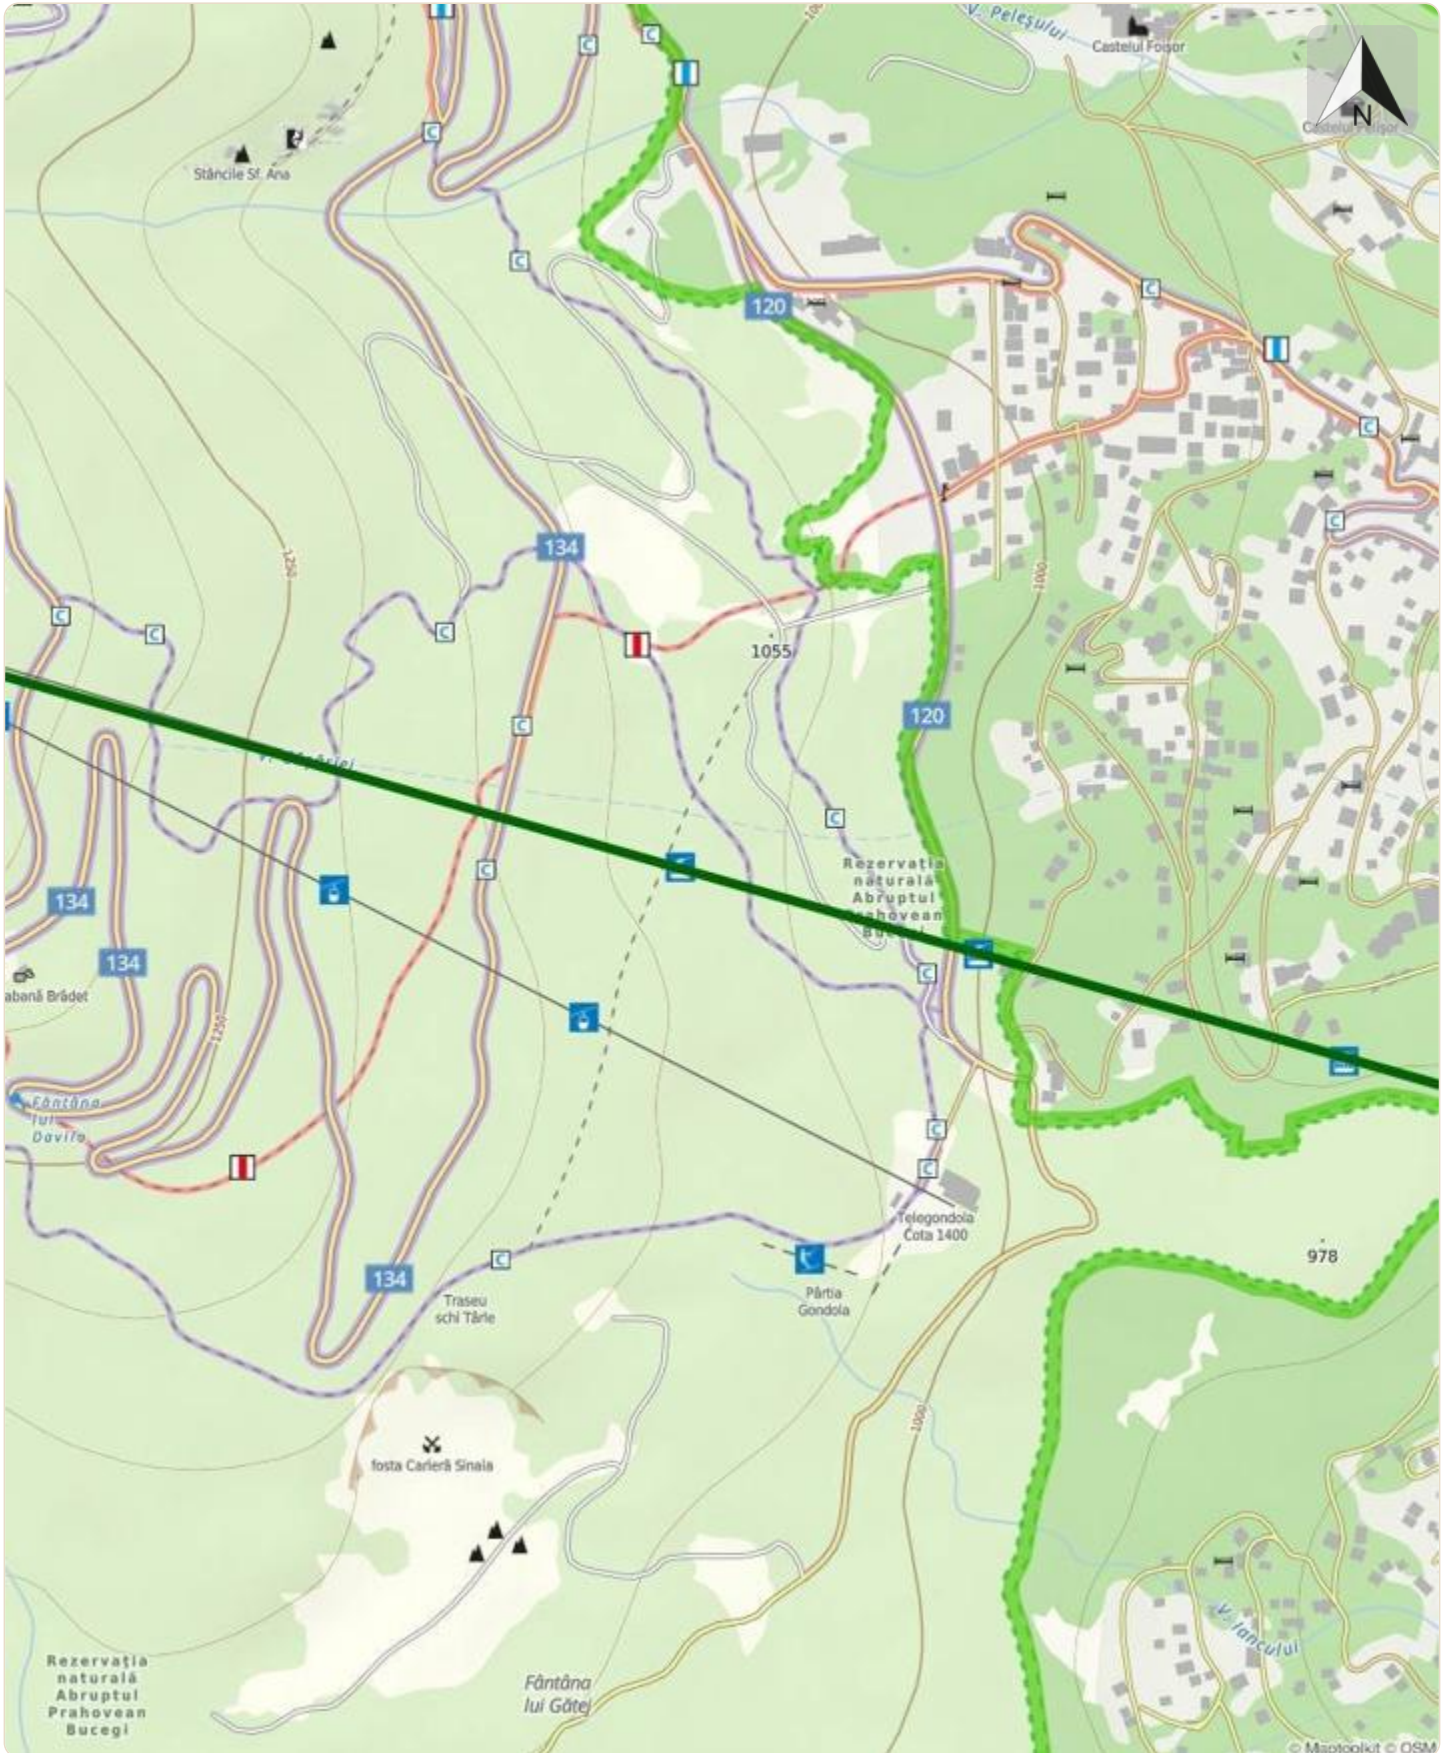 V. Peleșului
100
Castelul Foișor
N
Castelul Pelișor
Stâncile Sf. Ana
C
C
C
C
C
C
120
C
C
134
1250
1000
C
C
C
1055
120
C
C
C
Rezervația
naturală
Abruptul
Prahovean
134
134
C
abană Brădet
1250
Fântâna
lui
Davila
C
C
Telegondola
Cota 1400
978
C
134
Traseu
schi Târle
Pârtia
Gondola
1000
fosta Carieră Sinaia
V. Iancului
Rezervația
naturală
Abruptul
Prahovean
Bucegi
Fântâna
lui Gâtej
© Maptoolkit © OSM